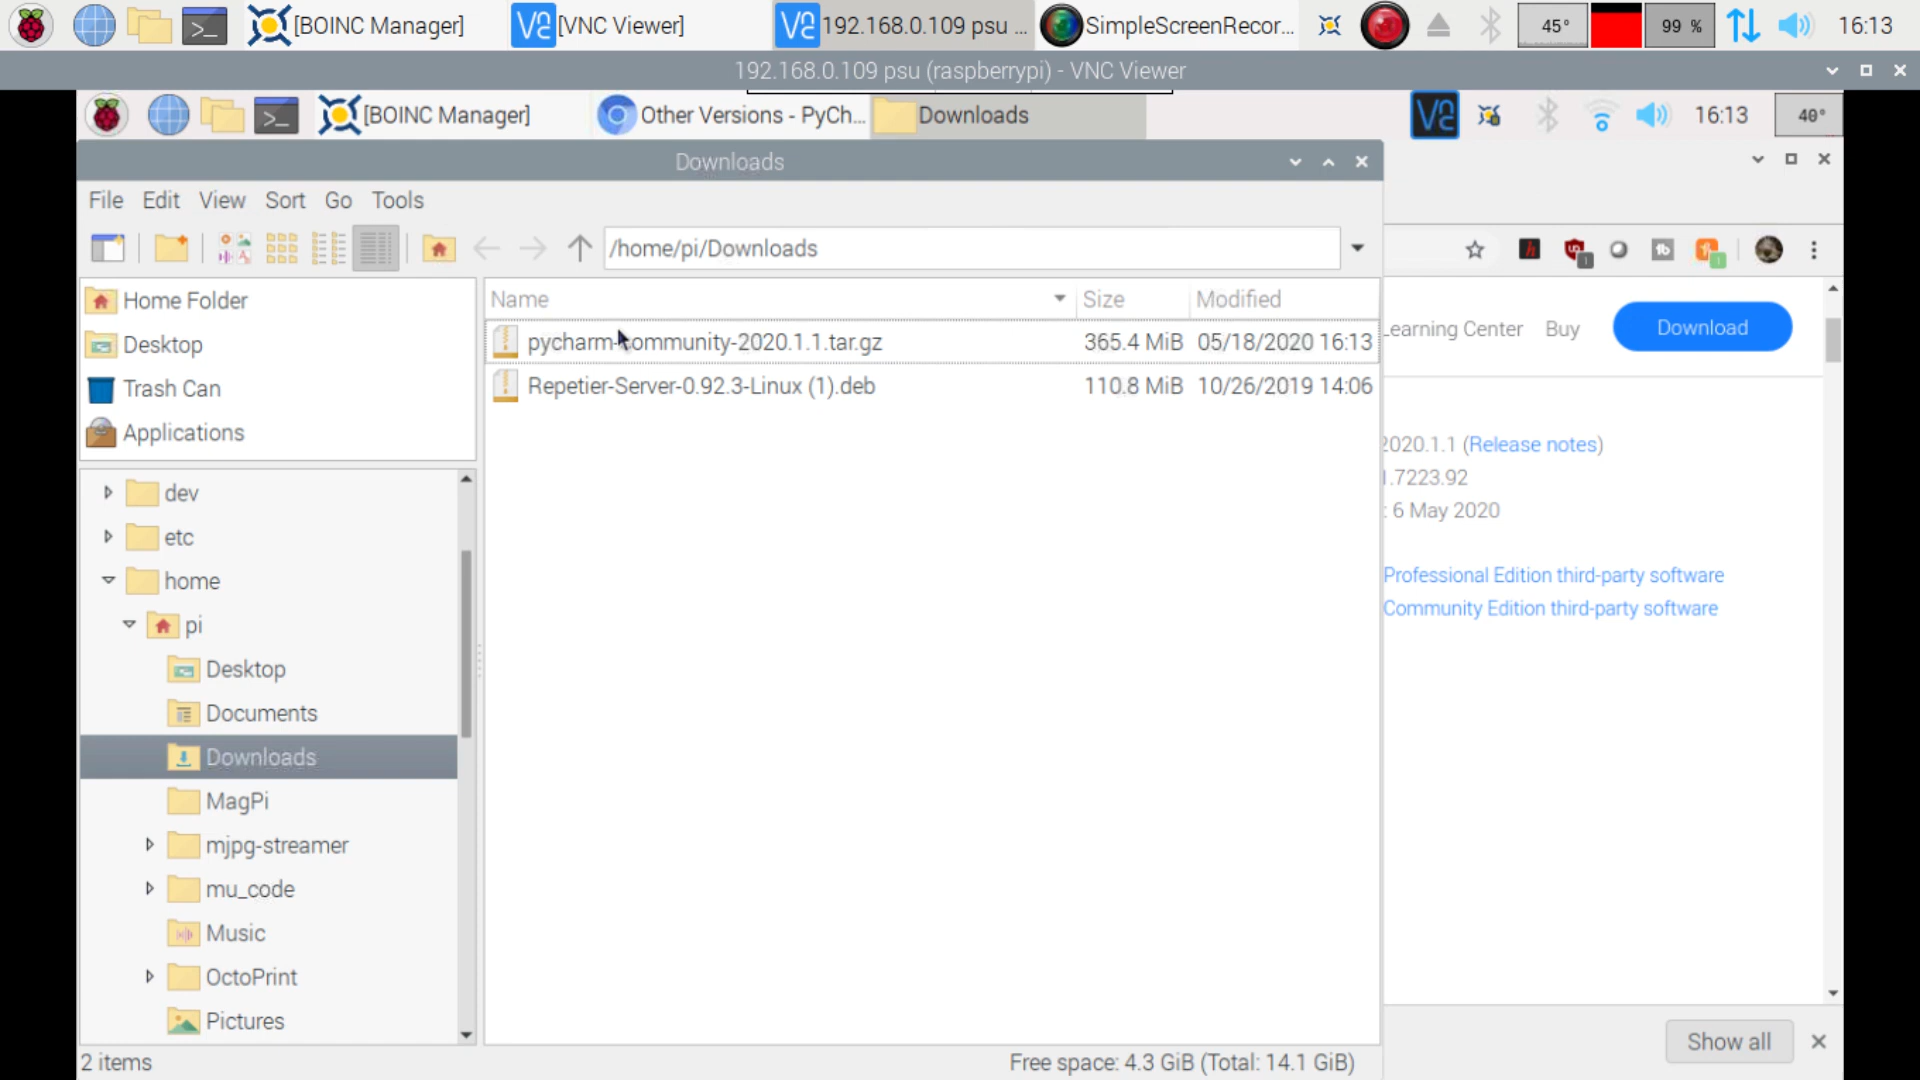 [BOINC Manager]
[VNC Viewer]
192.168.0.109 psu ...
SimpleScreenRecor...
45°
99 %
16:13
192.168.0.109 psu (raspberrypi) - VNC Viewer
[BOINC Manager]
Other Versions - PyCh...
Downloads
16:13
40°
Downloads
File Edit View Sort Go Tools
/home/pi/Downloads
Home Folder
Desktop
Trash Can
Applications
Name Size Modified
pycharm-community-2020.1.1.tar.gz 365.4 MiB 05/18/2020 16:13
Repetier-Server-0.92.3-Linux (1).deb 110.8 MiB 10/26/2019 14:06
dev
etc
home
pi
Desktop
Documents
Downloads
MagPi
mjpg-streamer
mu_code
Music
OctoPrint
Pictures
2 items
Free space: 4.3 GiB (Total: 14.1 GiB)
Learning Center Buy Download
2020.1.1 (Release notes)
.7223.92
: 6 May 2020
Professional Edition third-party software
Community Edition third-party software
Show all